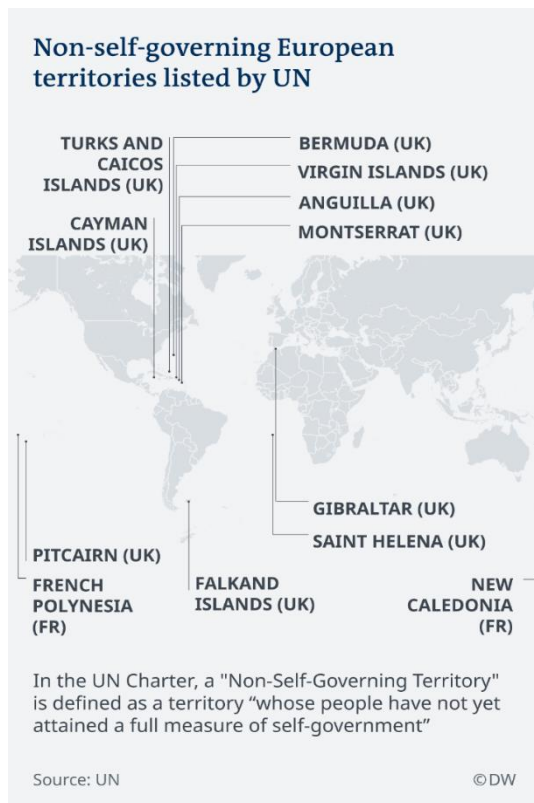 Non-self-governing European
territories listed by UN
TURKS AND
CAICOS
ISLANDS (UK)
CAYMAN
ISLANDS (UK)
BERMUDA (UK)
VIRGIN ISLANDS (UK)
ANGUILLA (UK)
MONTSERRAT (UK)
GIBRALTAR (UK)
SAINT HELENA (UK)
PITCAIRN (UK)
FRENCH
POLYNESIA
(FR)
FALKAND
ISLANDS (UK)
NEW
CALEDONIA
(FR)
In the UN Charter, a "Non-Self-Governing Territory"
is defined as a territory “whose people have not yet
attained a full measure of self-government”
Source: UN
©DW